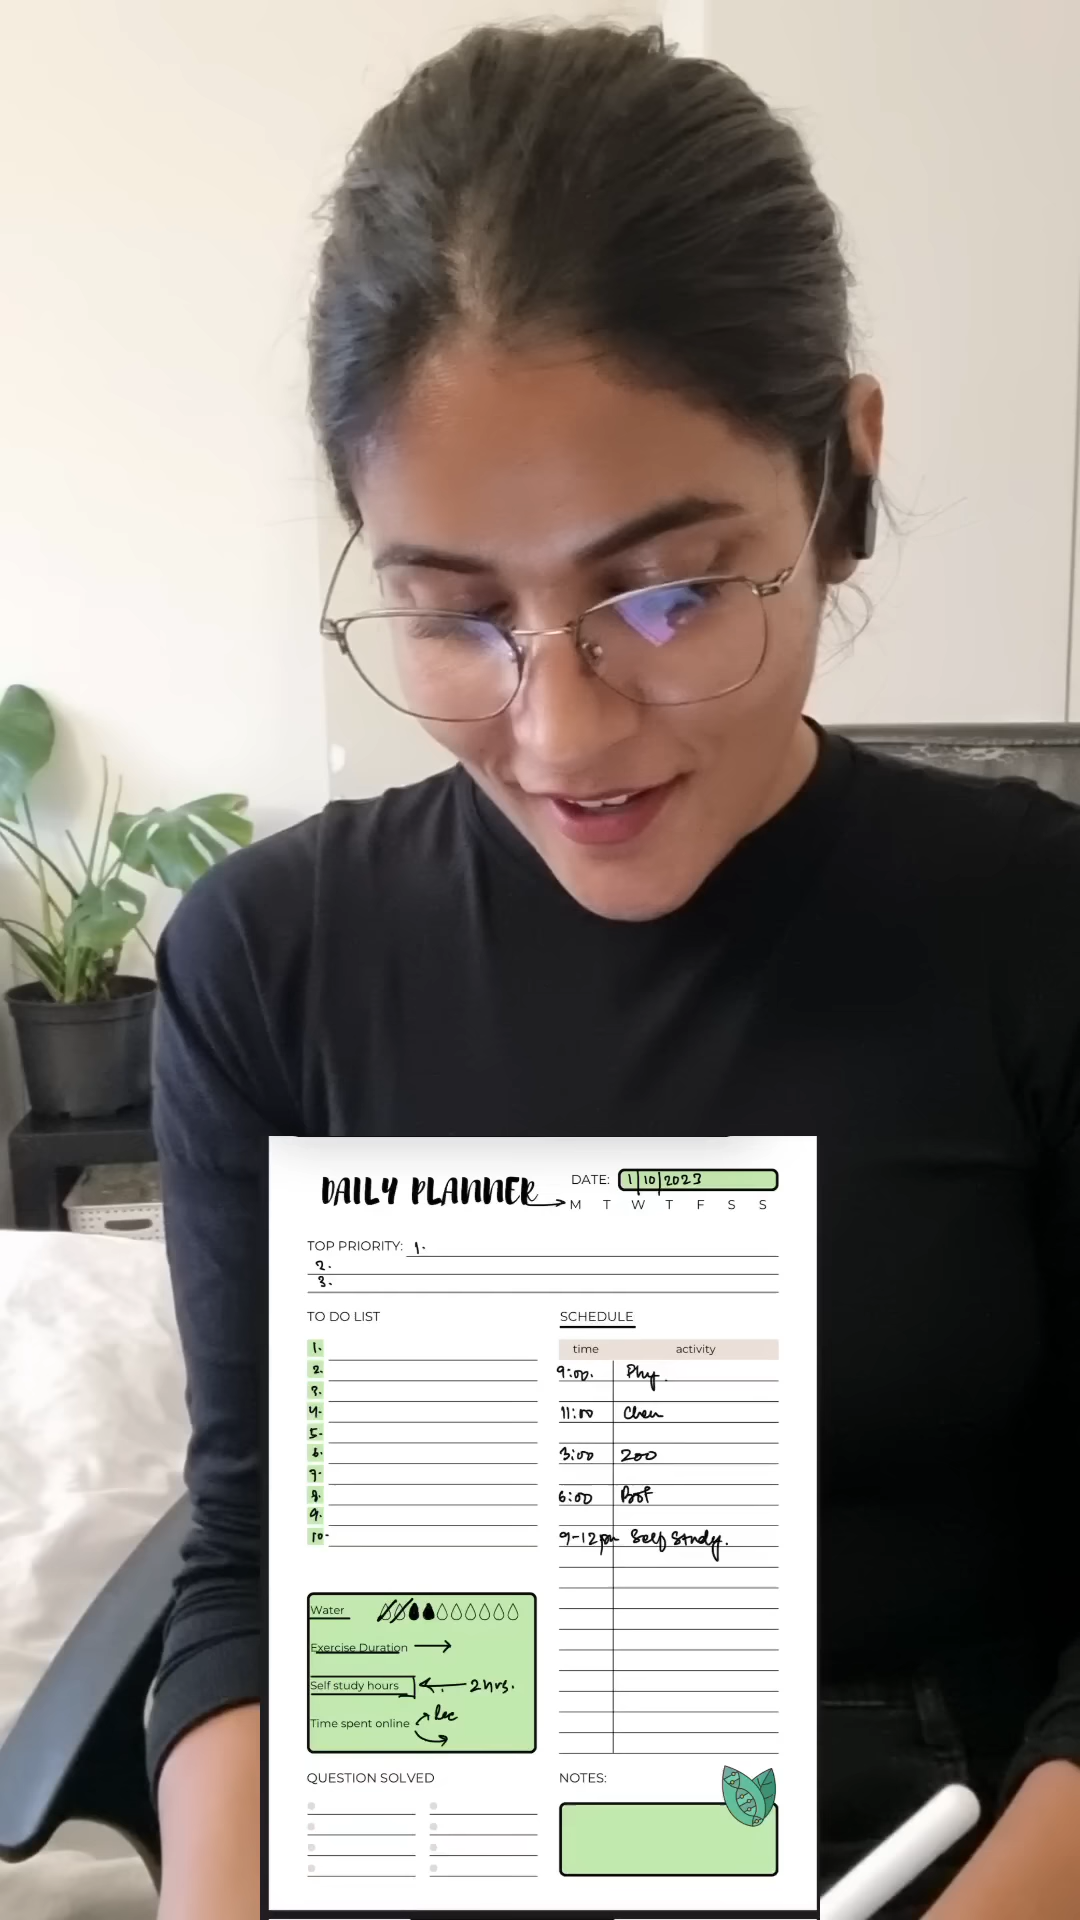 DAILY PLANNER
DATE: 1|10|2023
M T W T F S S
TOP PRIORITY: 1.
2.
3.
TO DO LIST
1.
2.
3.
4.
5.
6.
7.
8.
9.
10.
SCHEDULE
time activity
9:00. Phy.
11:00 Chem
3:00 Zoo
6:00 Bot
9-12pm Self Study.
Water
Exercise Duration
Self study hours 2hrs.
Time spent online Rec
QUESTION SOLVED
NOTES: